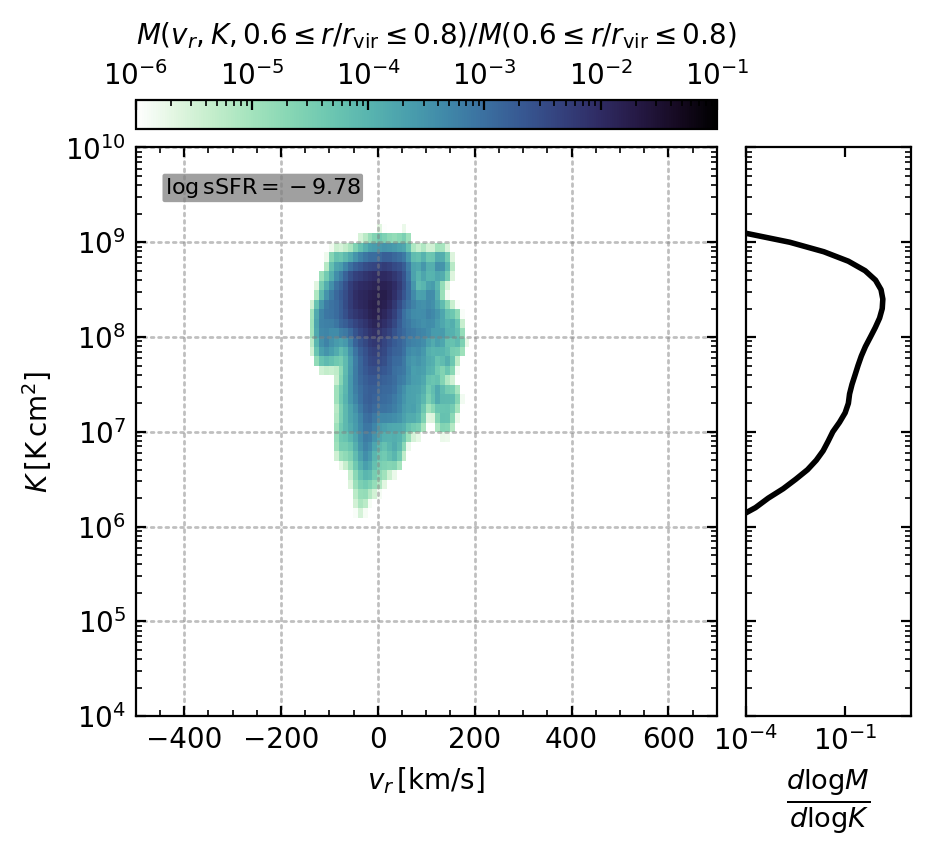 M(v_r, K, 0.6 ≤ r/r_vir ≤ 0.8)/M(0.6 ≤ r/r_vir ≤ 0.8)
10^−6 10^−5 10^−4 10^−3 10^−2 10^−1
10^10
log sSFR = −9.78
10^9
10^8
10^7
10^6
10^5
10^4
K [K cm^2]
−400 −200 0 200 400 600
v_r [km/s]
10^−4 10^−1
dlogM
dlogK